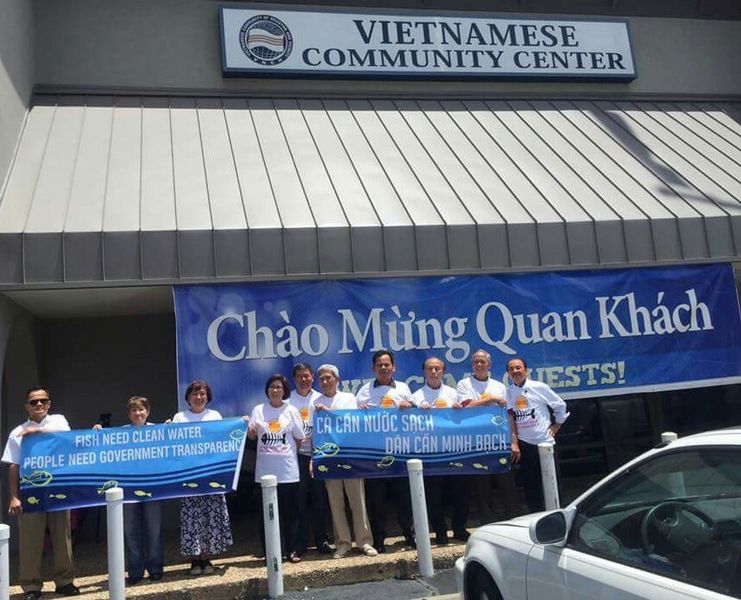 VIETNAMESE
COMMUNITY CENTER
Chào Mừng Quan Khách
GUESTS!
FISH NEED CLEAN WATER
PEOPLE NEED GOVERNMENT TRANSPARENC
CÁ CẦN NƯỚC SẠCH
DÂN CẦN MINH BẠCH